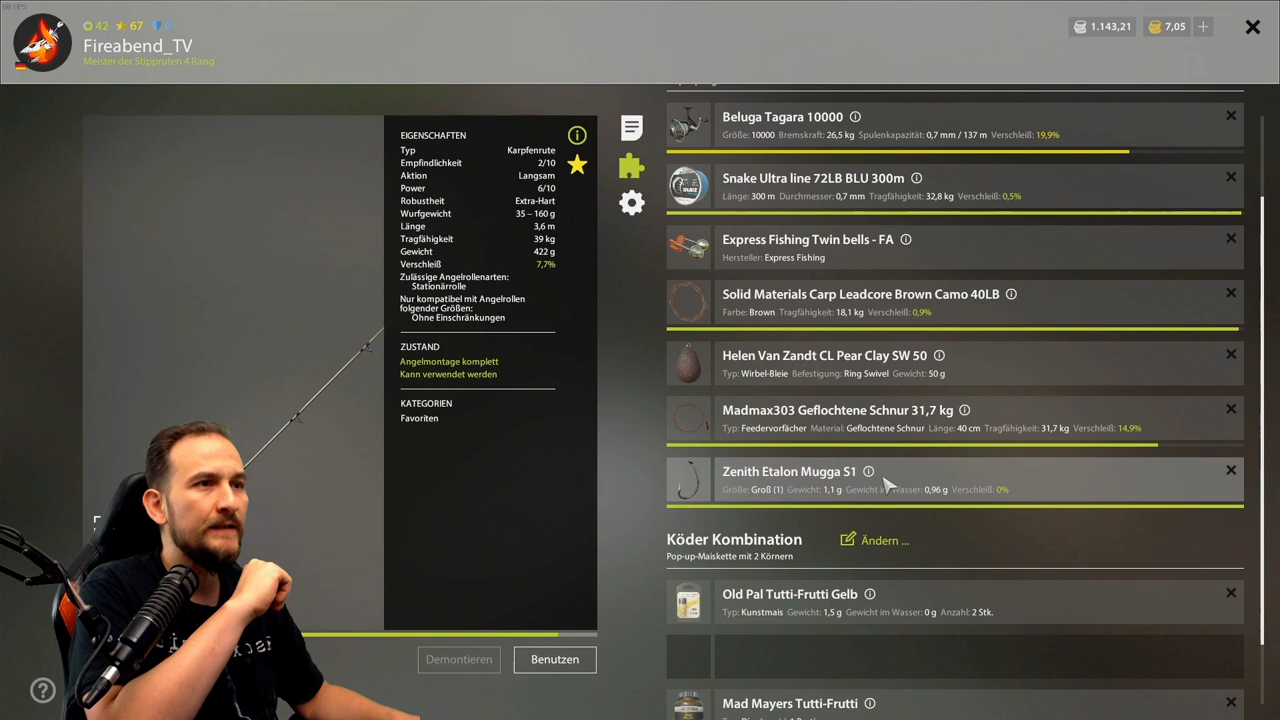 42 67
Fireabend_TV
Meister der Stippruten 4 Rang
1.143,21 7,05
EIGENSCHAFTEN
Typ Karpfenrute
Empfindlichkeit 2/10
Aktion Langsam
Power 6/10
Robustheit Extra-Hart
Wurfgewicht 35 – 160 g
Länge 3,6 m
Tragfähigkeit 39 kg
Gewicht 422 g
Verschleiß 7,7%
Zulässige Angelrollenarten:
Stationärrolle
Nur kompatibel mit Angelrollen
folgender Größen:
Ohne Einschränkungen
ZUSTAND
Angelmontage komplett
Kann verwendet werden
KATEGORIEN
Favoriten
Demontieren
Benutzen
Beluga Tagara 10000
Größe: 10000 Bremskraft: 26,5 kg Spulenkapazität: 0,7 mm / 137 m Verschleiß: 19,9%
Snake Ultra line 72LB BLU 300m
Länge: 300 m Durchmesser: 0,7 mm Tragfähigkeit: 32,8 kg Verschleiß: 0,5%
Express Fishing Twin bells - FA
Hersteller: Express Fishing
Solid Materials Carp Leadcore Brown Camo 40LB
Farbe: Brown Tragfähigkeit: 18,1 kg Verschleiß: 0,9%
Helen Van Zandt CL Pear Clay SW 50
Typ: Wirbel-Bleie Befestigung: Ring Swivel Gewicht: 50 g
Madmax303 Geflochtene Schnur 31,7 kg
Typ: Feedervorfächer Material: Geflochtene Schnur Länge: 40 cm Tragfähigkeit: 31,7 kg Verschleiß: 14,9%
Zenith Etalon Mugga S1
Größe: Groß (1) Gewicht: 1,1 g Gewicht im Wasser: 0,96 g Verschleiß: 0%
Köder Kombination Ändern ...
Pop-up-Maiskette mit 2 Körnern
Old Pal Tutti-Frutti Gelb
Typ: Kunstmais Gewicht: 1,5 g Gewicht im Wasser: 0 g Anzahl: 2 Stk.
Mad Mayers Tutti-Frutti